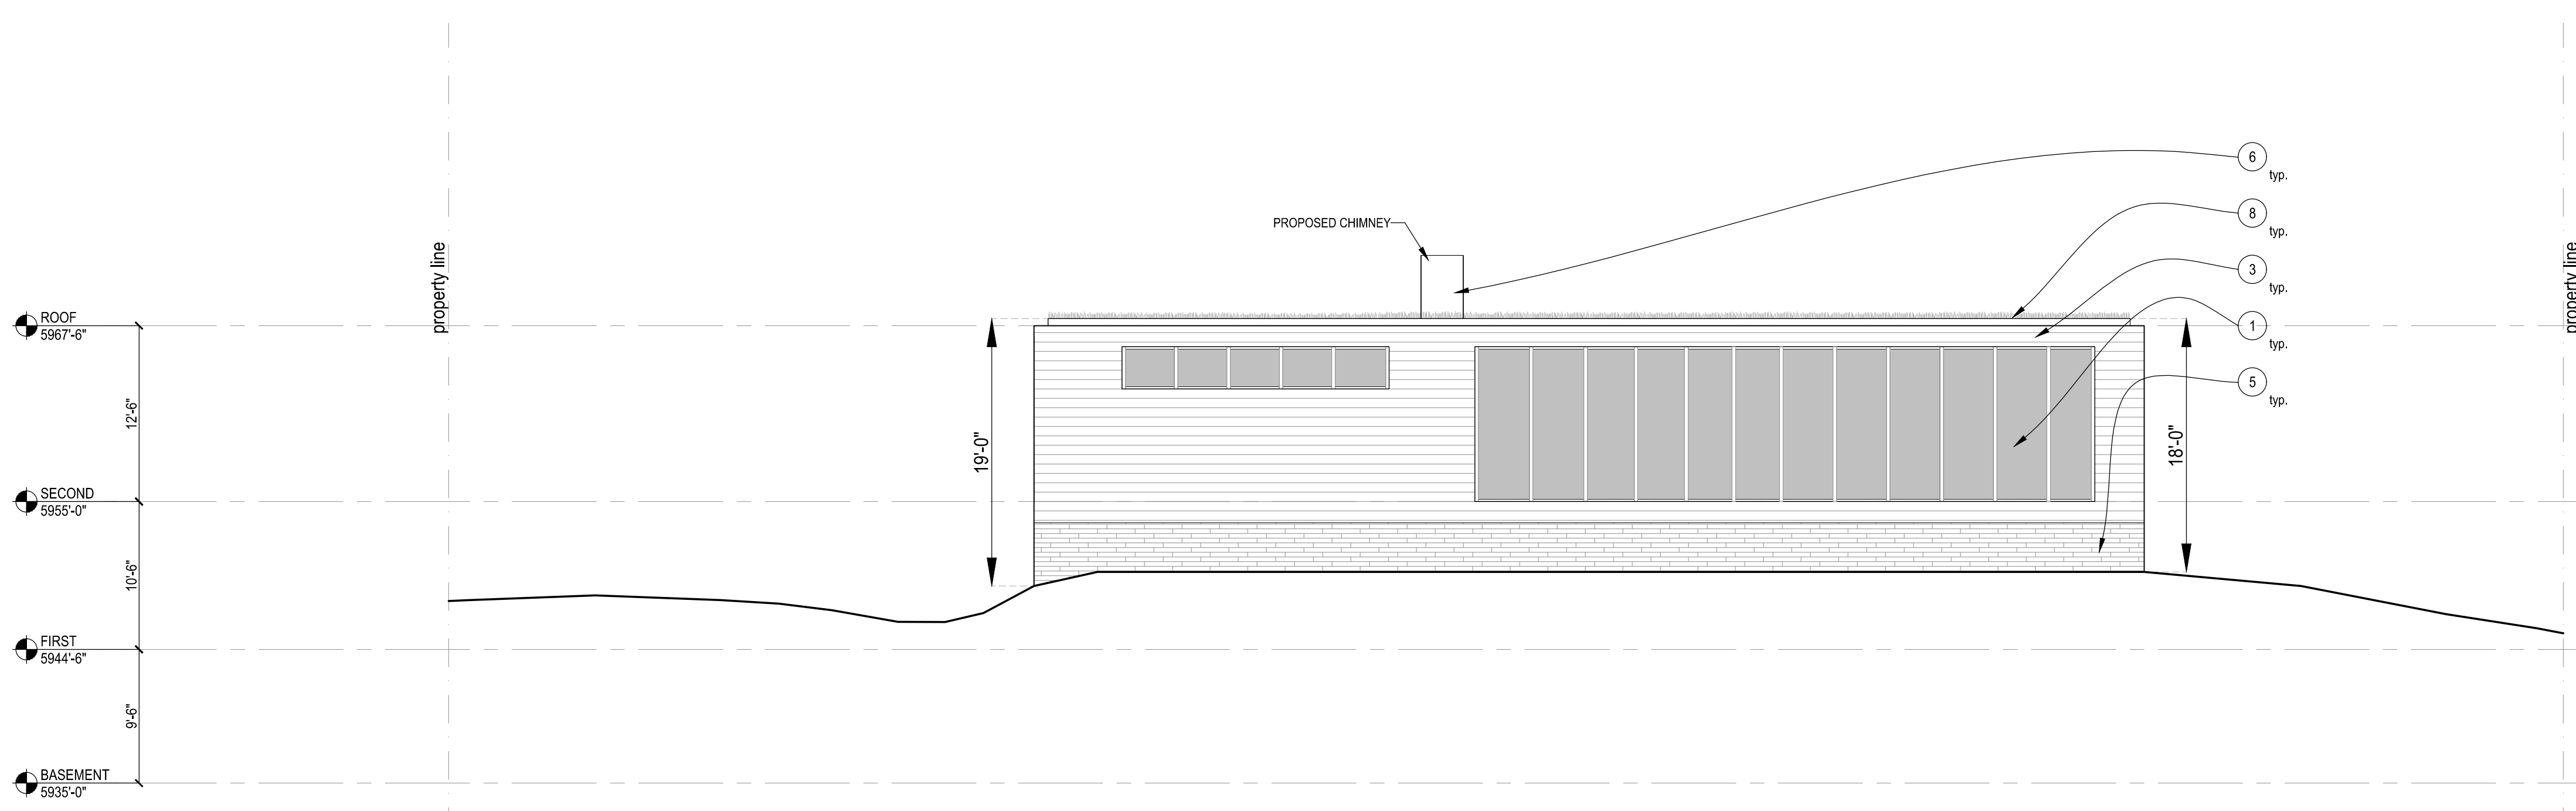 6
typ.
8
typ.
PROPOSED CHIMNEY
property line
property line
3
typ.
ROOF
5967'-6"
1
typ.
5
typ.
12'-6"
19'-0"
18'-0"
SECOND
5955'-0"
10'-6"
FIRST
5944'-6"
9'-6"
BASEMENT
5935'-0"